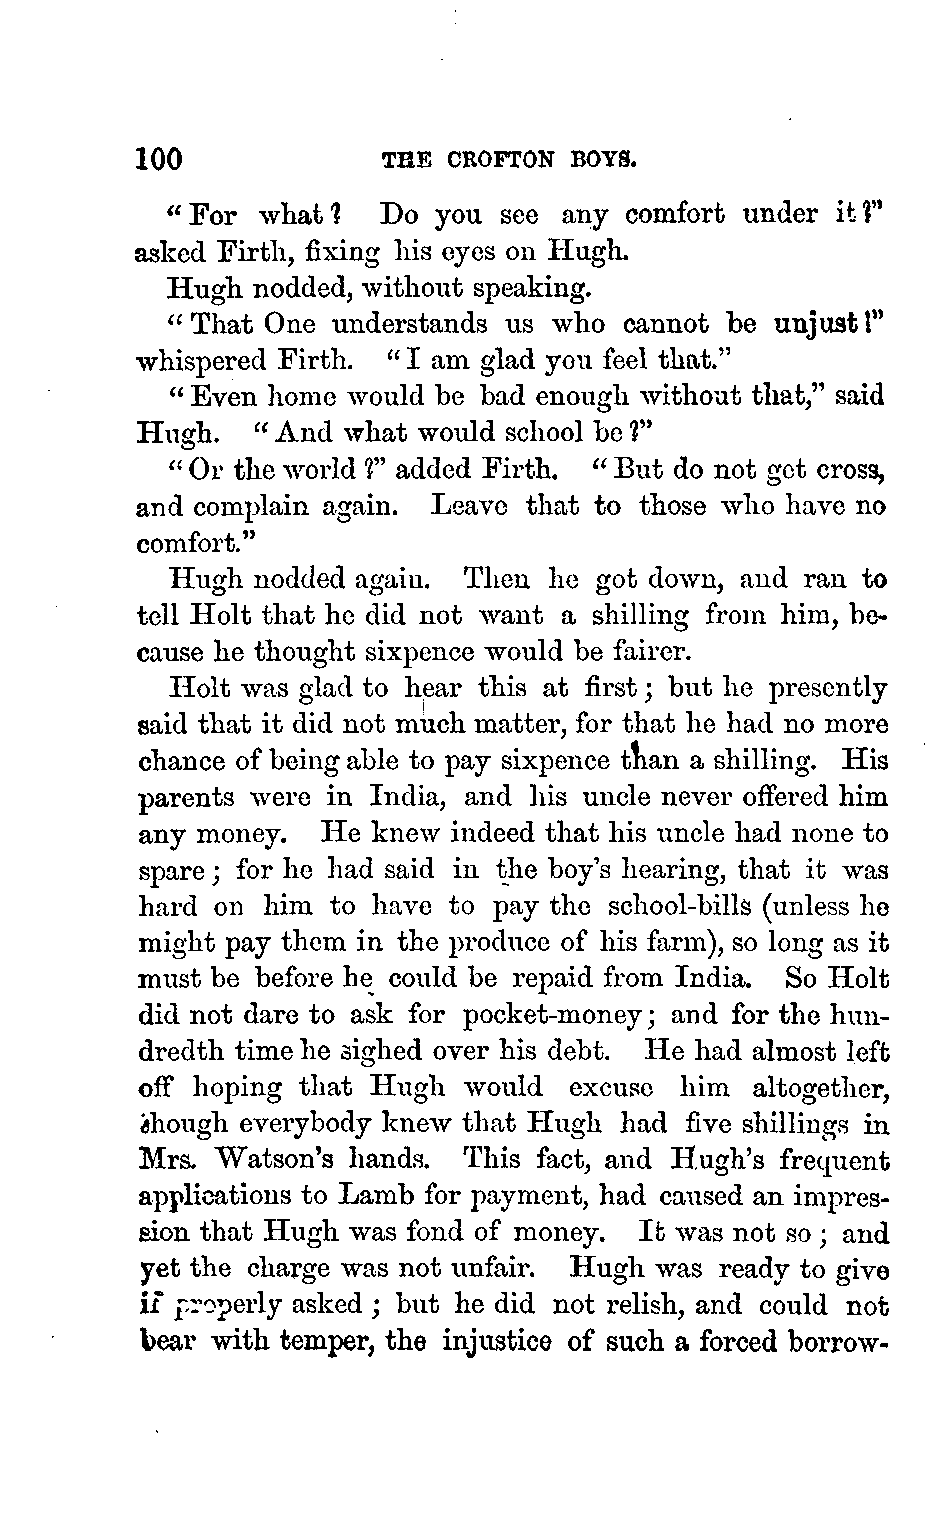 100 THE CROFTON BOYS.
"For what? Do you see any comfort under it?"
asked Firth, fixing his eyes on Hugh.
Hugh nodded, without speaking.
"That One understands us who cannot be unjust!"
whispered Firth. "I am glad you feel that."
"Even home would be bad enough without that," said
Hugh. "And what would school be?"
"Or the world?" added Firth. "But do not get cross,
and complain again. Leave that to those who have no
comfort."
Hugh nodded again. Then he got down, and ran to
tell Holt that he did not want a shilling from him, be-
cause he thought sixpence would be fairer.
Holt was glad to hear this at first; but he presently
said that it did not much matter, for that he had no more
chance of being able to pay sixpence than a shilling. His
parents were in India, and his uncle never offered him
any money. He knew indeed that his uncle had none to
spare; for he had said in the boy's hearing, that it was
hard on him to have to pay the school-bills (unless he
might pay them in the produce of his farm), so long as it
must be before he could be repaid from India. So Holt
did not dare to ask for pocket-money; and for the hun-
dredth time he sighed over his debt. He had almost left
off hoping that Hugh would excuse him altogether,
though everybody knew that Hugh had five shillings in
Mrs. Watson's hands. This fact, and Hugh's frequent
applications to Lamb for payment, had caused an impres-
sion that Hugh was fond of money. It was not so; and
yet the charge was not unfair. Hugh was ready to give
if properly asked; but he did not relish, and could not
bear with temper, the injustice of such a forced borrow-